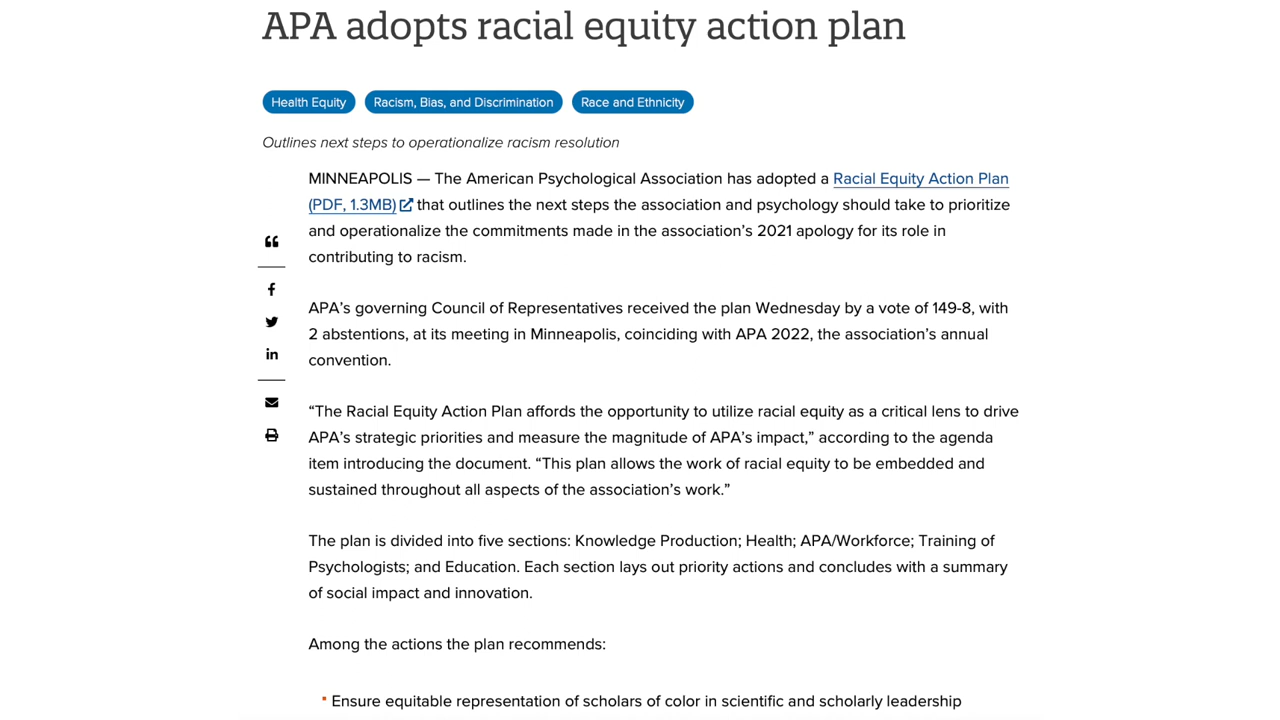 APA adopts racial equity action plan
Health Equity
Racism, Bias, and Discrimination
Race and Ethnicity
Outlines next steps to operationalize racism resolution
MINNEAPOLIS — The American Psychological Association has adopted a Racial Equity Action Plan
(PDF, 1.3MB) that outlines the next steps the association and psychology should take to prioritize
and operationalize the commitments made in the association’s 2021 apology for its role in
contributing to racism.
APA’s governing Council of Representatives received the plan Wednesday by a vote of 149-8, with
2 abstentions, at its meeting in Minneapolis, coinciding with APA 2022, the association’s annual
convention.
“The Racial Equity Action Plan affords the opportunity to utilize racial equity as a critical lens to drive
APA’s strategic priorities and measure the magnitude of APA’s impact,” according to the agenda
item introducing the document. “This plan allows the work of racial equity to be embedded and
sustained throughout all aspects of the association’s work.”
The plan is divided into five sections: Knowledge Production; Health; APA/Workforce; Training of
Psychologists; and Education. Each section lays out priority actions and concludes with a summary
of social impact and innovation.
Among the actions the plan recommends:
Ensure equitable representation of scholars of color in scientific and scholarly leadership